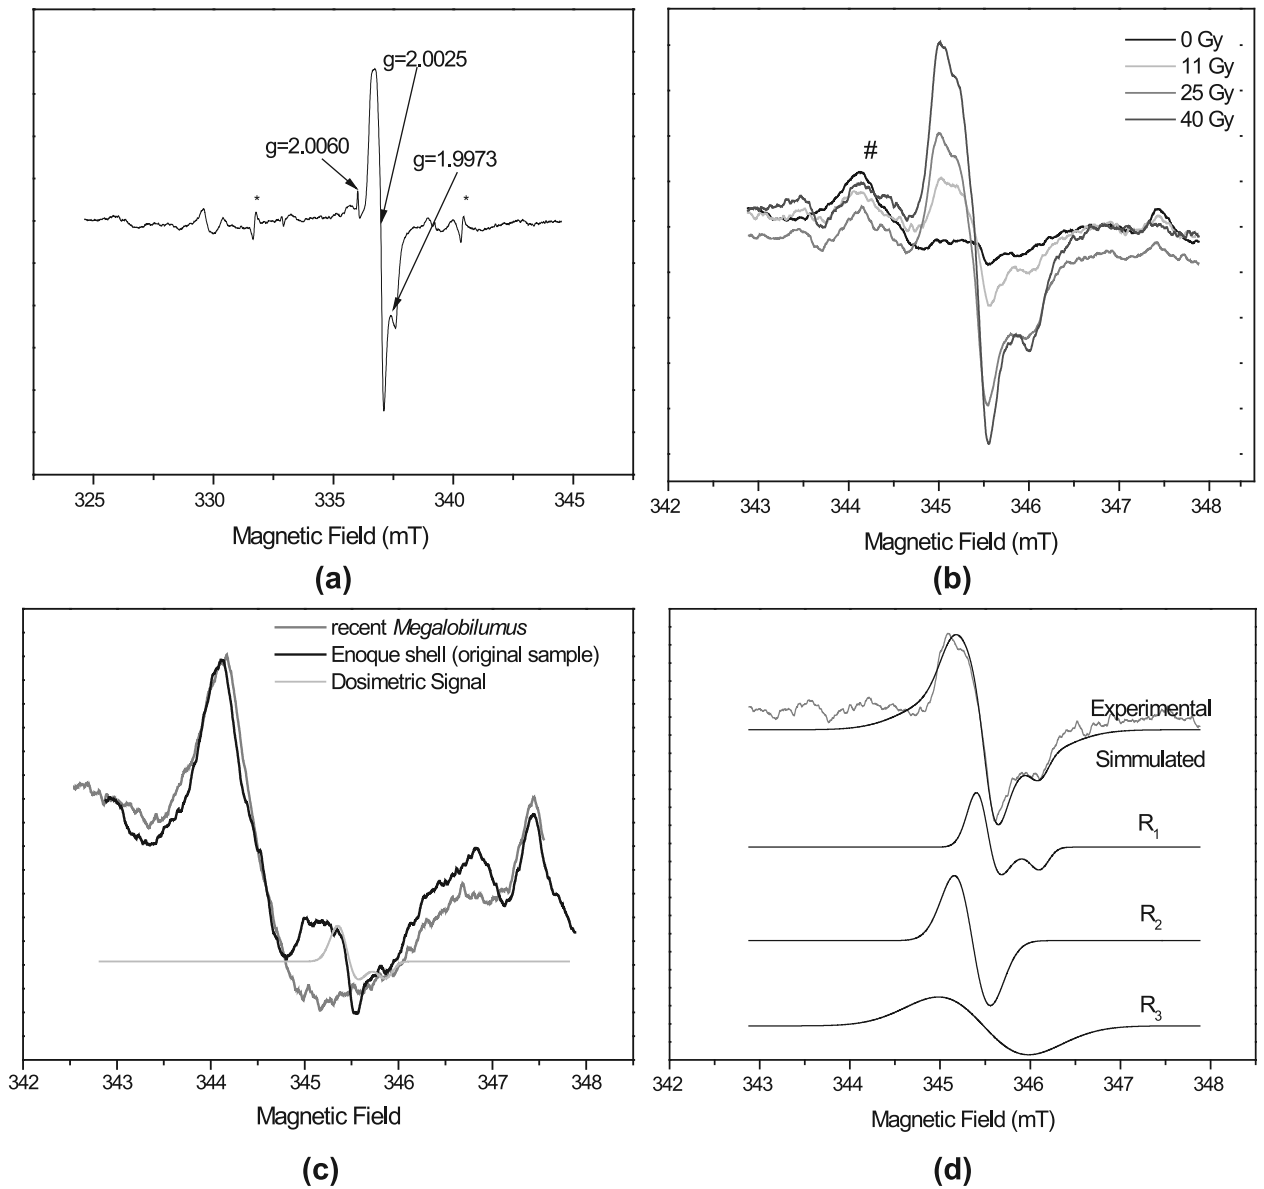 g=2.0025
g=2.0060
g=1.9973
*
*
325 330 335 340 345
Magnetic Field (mT)
(a)
0 Gy
11 Gy
25 Gy
40 Gy
#
342 343 344 345 346 347 348
Magnetic Field (mT)
(b)
recent Megalobilumus
Enoque shell (original sample)
Dosimetric Signal
342 343 344 345 346 347 348
Magnetic Field
(c)
Experimental
Simmulated
R1
R2
R3
342 343 344 345 346 347 348
Magnetic Field (mT)
(d)